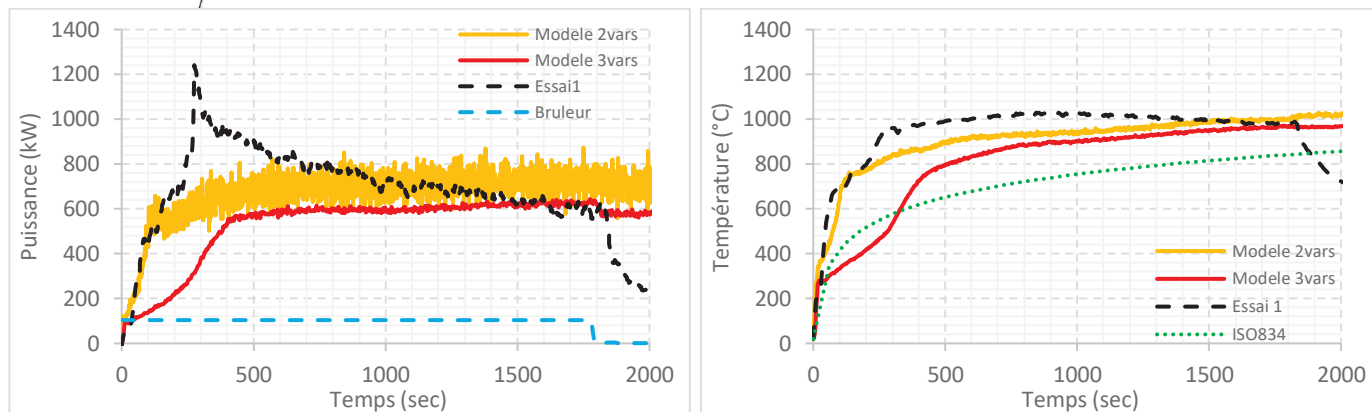 1400
1200
1000
800
600
400
200
0
Puissance (kW)
0 500 1000 1500 2000
Temps (sec)
Modele 2vars
Modele 3vars
Essai1
Bruleur
1400
1200
1000
800
600
400
200
0
Température (°C)
0 500 1000 1500 2000
Temps (sec)
Modele 2vars
Modele 3vars
Essai 1
ISO834